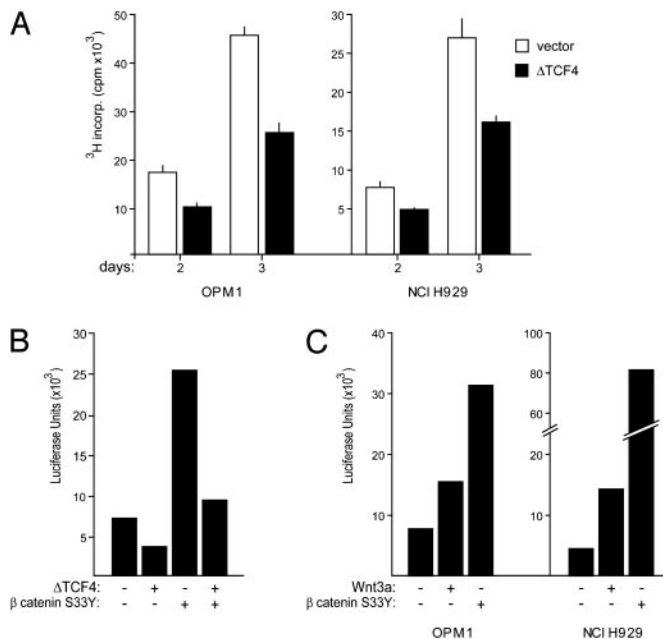 A
³H incorp. (cpm x10³)
50
40
30
20
10
30
25
20
15
10
5
vector
ΔTCF4
days: 2 3 2 3
OPM1 NCI H929
B
Luciferase Units (x10³)
30
25
20
15
10
5
ΔTCF4: - + - +
β catenin S33Y: - - + +
C
Luciferase Units (x10³)
40
30
20
10
100
80
60
20
10
Wnt3a: - + - - + -
β catenin S33Y: - - + - - +
OPM1 NCI H929